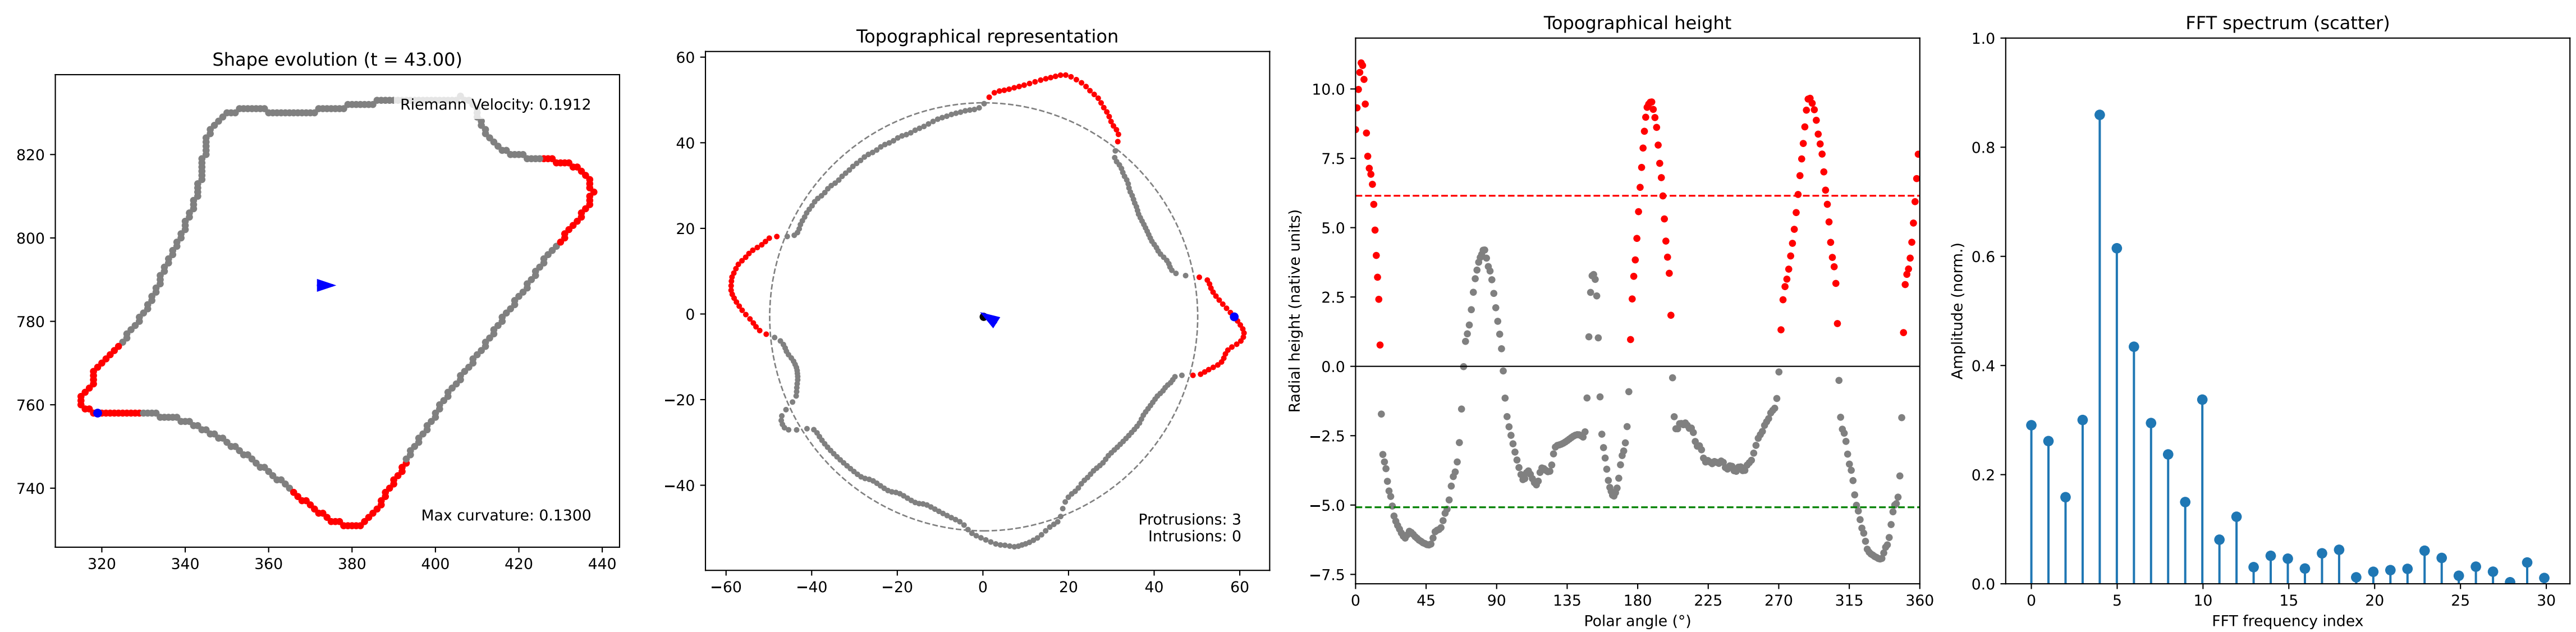 Shape evolution (t = 43.00)
Riemann Velocity: 0.1912
Max curvature: 0.1300
820
800
780
760
740
320 340 360 380 400 420 440
Topographical representation
60
40
20
0
−20
−40
Protrusions: 3
Intrusions: 0
−60 −40 −20 0 20 40 60
Topographical height
Radial height (native units)
10.0
7.5
5.0
2.5
0.0
−2.5
−5.0
−7.5
0 45 90 135 180 225 270 315 360
Polar angle (°)
FFT spectrum (scatter)
Amplitude (norm.)
1.0
0.8
0.6
0.4
0.2
0.0
0 5 10 15 20 25 30
FFT frequency index